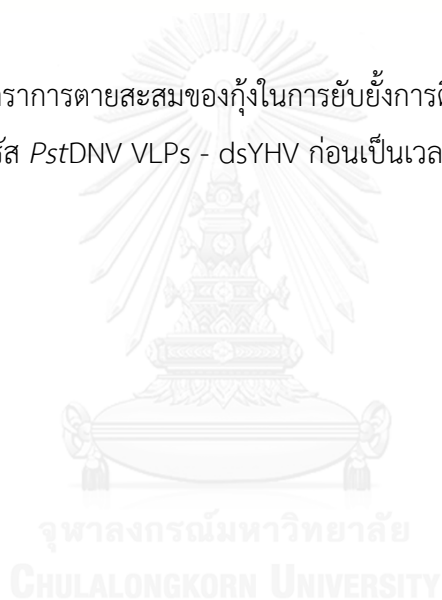 ราการตายสะสมของกุ้งในการยับยั้งการติ
รัส PstDNV VLPs - dsYHV ก่อนเป็นเวล
จุฬาลงกรณ์มหาวิทยาลัย
CHULALONGKORN UNIVERSITY